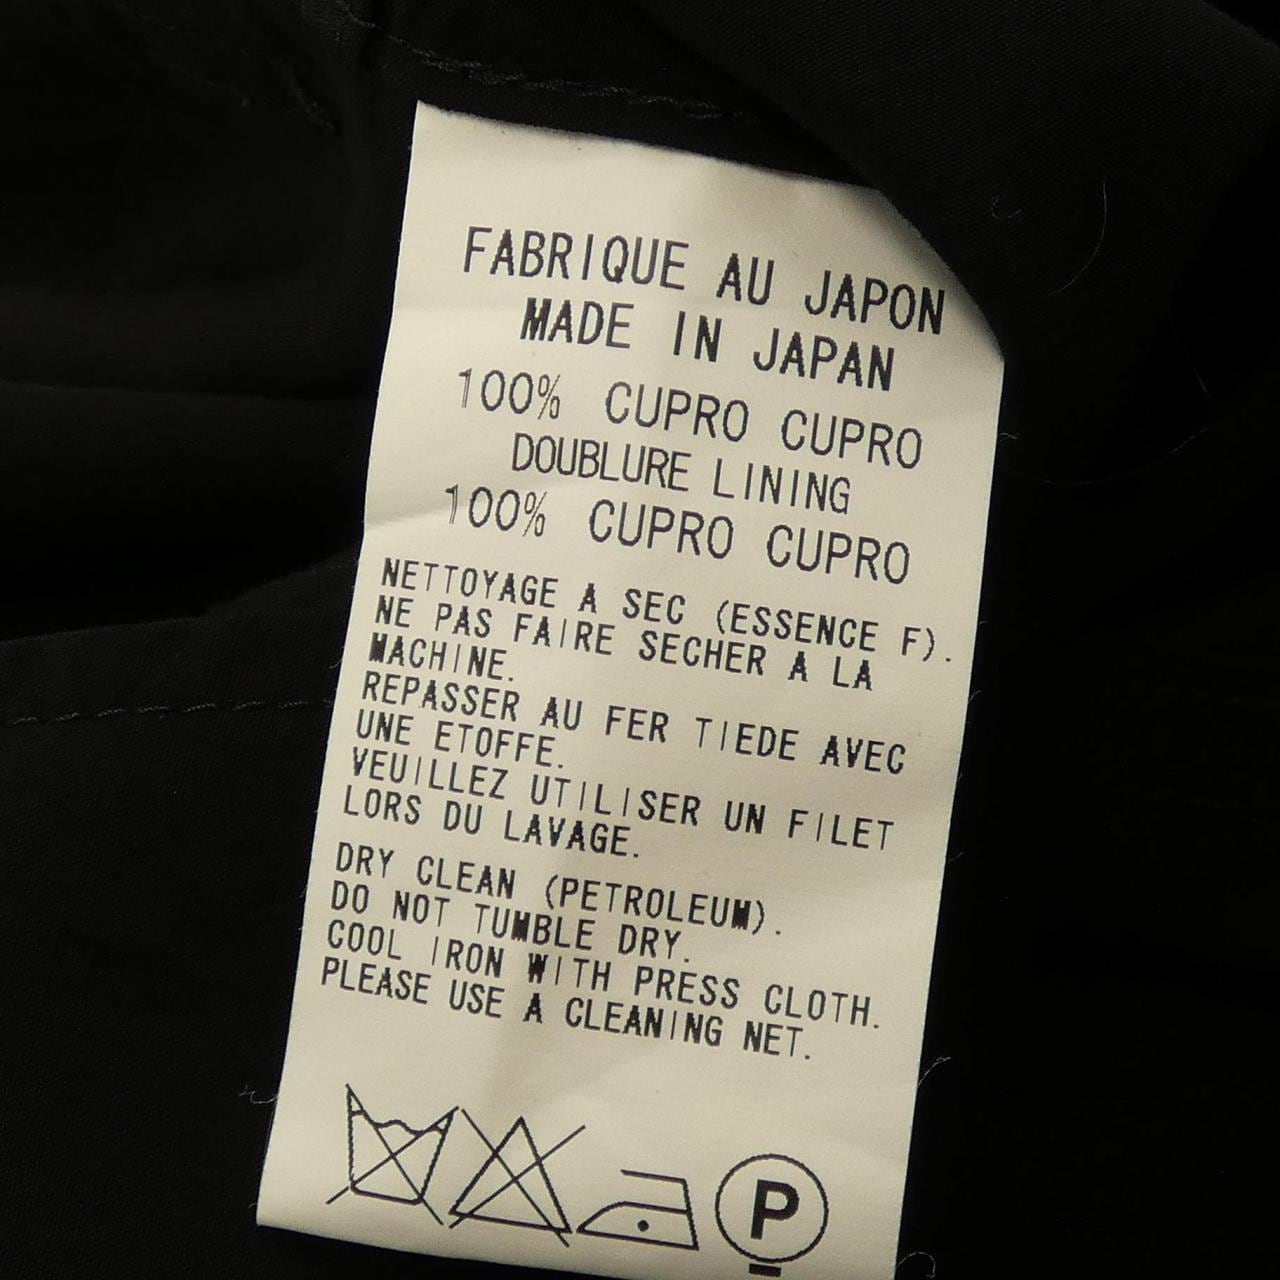 FABRIQUE AU JAPON
MADE IN JAPAN
100% CUPRO CUPRO
DOUBLURE LINING
100% CUPRO CUPRO
NETTOYAGE A SEC (ESSENCE F).
NE PAS FAIRE SECHER A LA
MACHINE.
REPASSER AU FER TIEDE AVEC
UNE ETOFFE.
VEUILLEZ UTILISER UN FILET
LORS DU LAVAGE.
DRY CLEAN (PETROLEUM).
DO NOT TUMBLE DRY.
COOL IRON WITH PRESS CLOTH.
PLEASE USE A CLEANING NET.
P